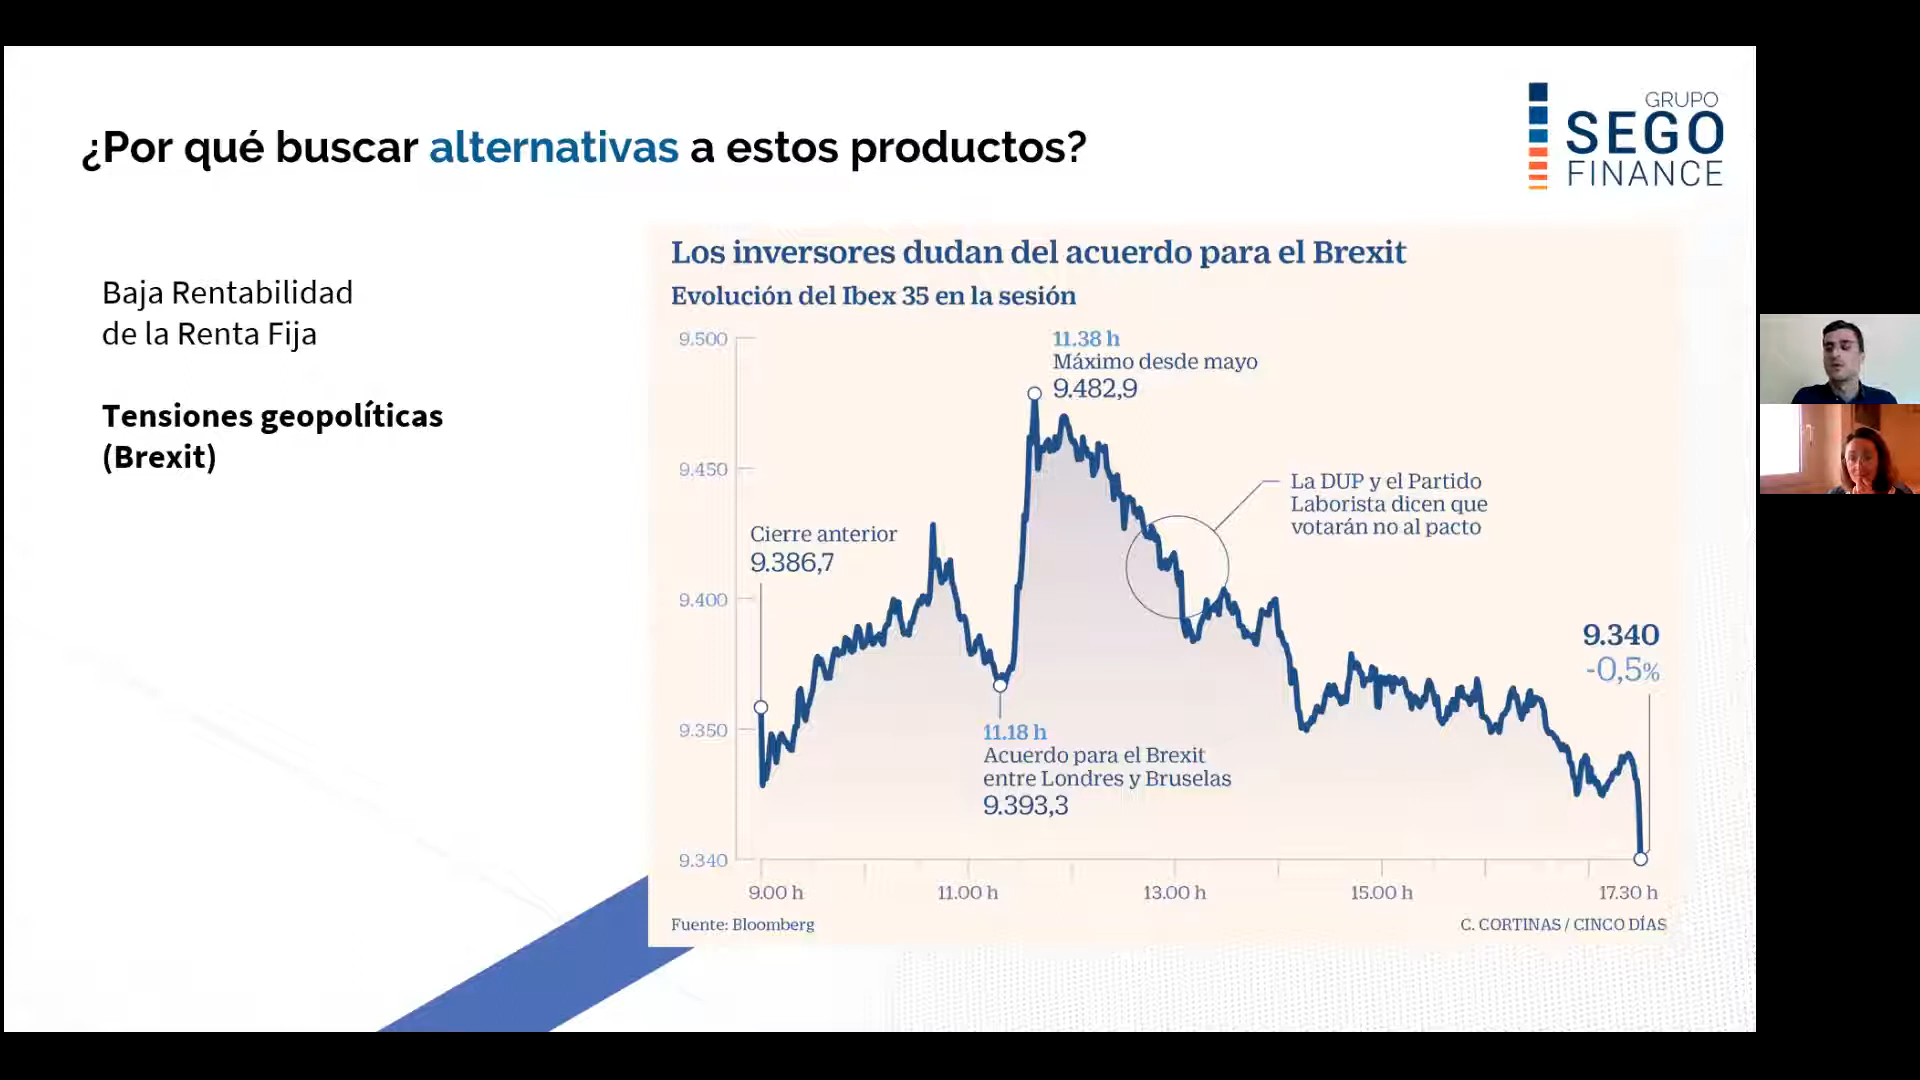 ¿Por qué buscar alternativas a estos productos?
GRUPO
SEGO
FINANCE
Baja Rentabilidad
de la Renta Fija
Tensiones geopolíticas
(Brexit)
Los inversores dudan del acuerdo para el Brexit
Evolución del Ibex 35 en la sesión
9.500
9.450
9.400
9.350
9.340
11.38 h
Máximo desde mayo
9.482,9
La DUP y el Partido
Laborista dicen que
votarán no al pacto
Cierre anterior
9.386,7
9.340
-0,5%
11.18 h
Acuerdo para el Brexit
entre Londres y Bruselas
9.393,3
9.00 h 11.00 h 13.00 h 15.00 h 17.30 h
Fuente: Bloomberg
C. CORTINAS / CINCO DÍAS